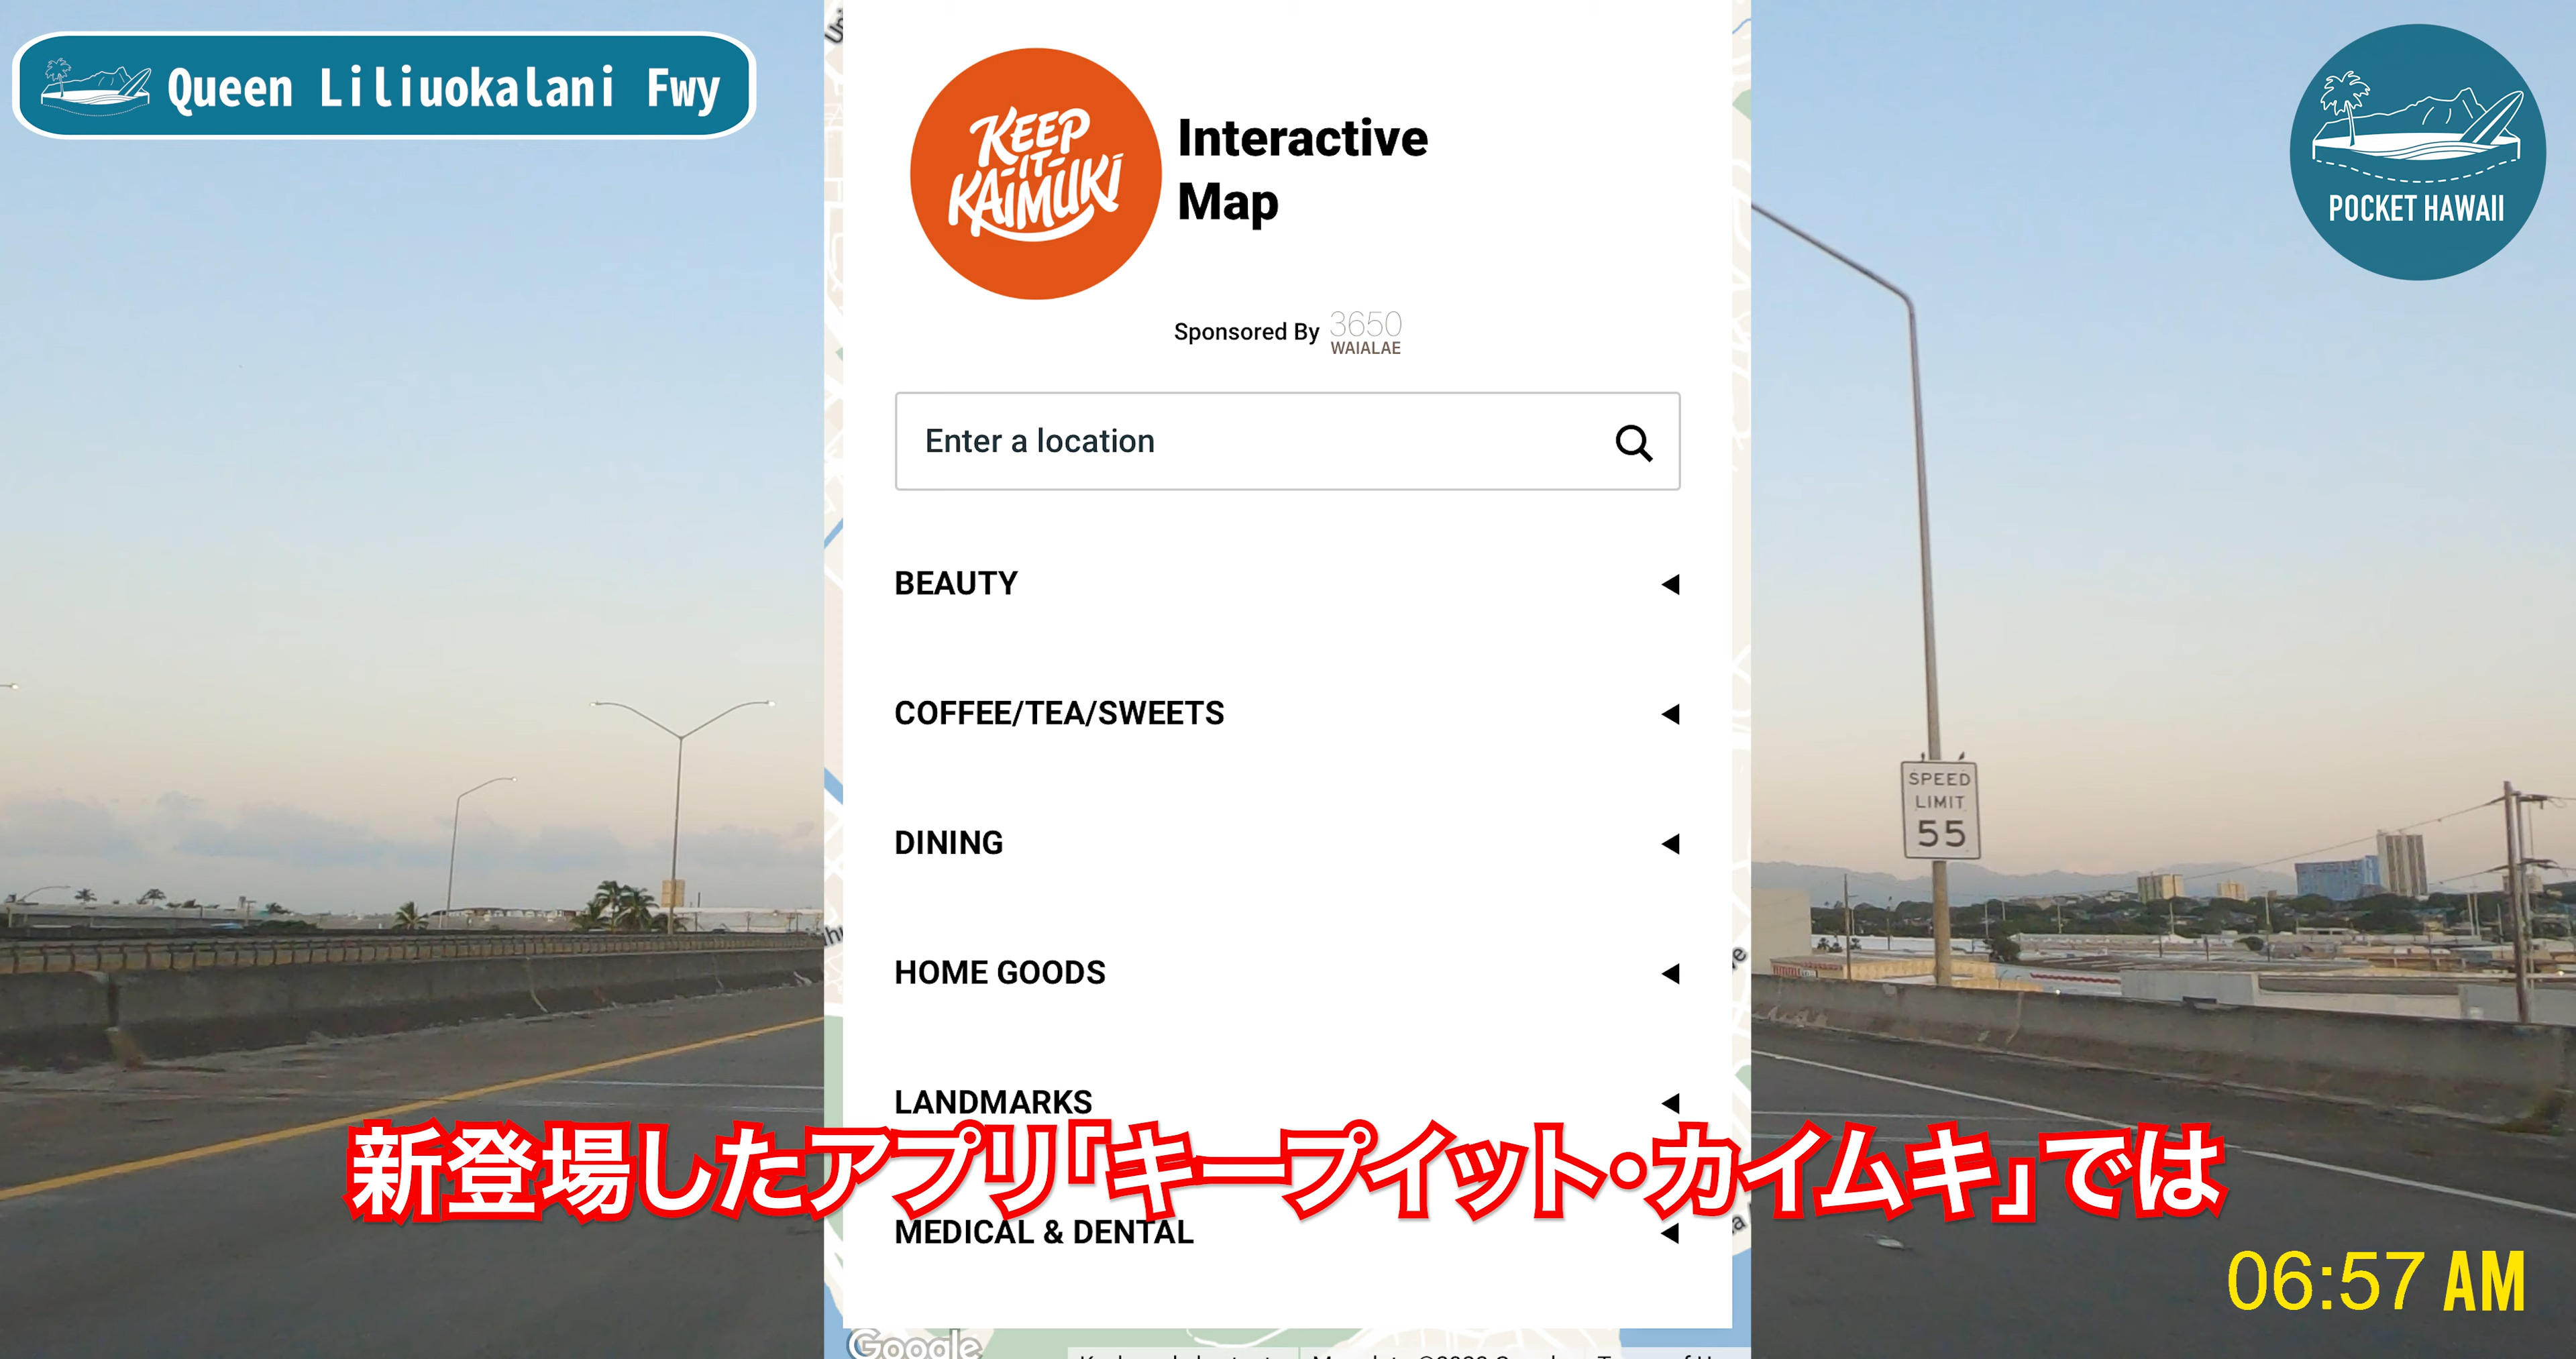 Queen Liliuokalani Fwy
POCKET HAWAII
KEEP
-IT-
KAIMUKI
Interactive
Map
Sponsored By 3650
WAIALAE
Enter a location
BEAUTY
COFFEE/TEA/SWEETS
DINING
HOME GOODS
LANDMARKS
MEDICAL & DENTAL
SPEED
LIMIT
55
新登場したアプリ「キープイット・カイムキ」では
06:57 AM
Google